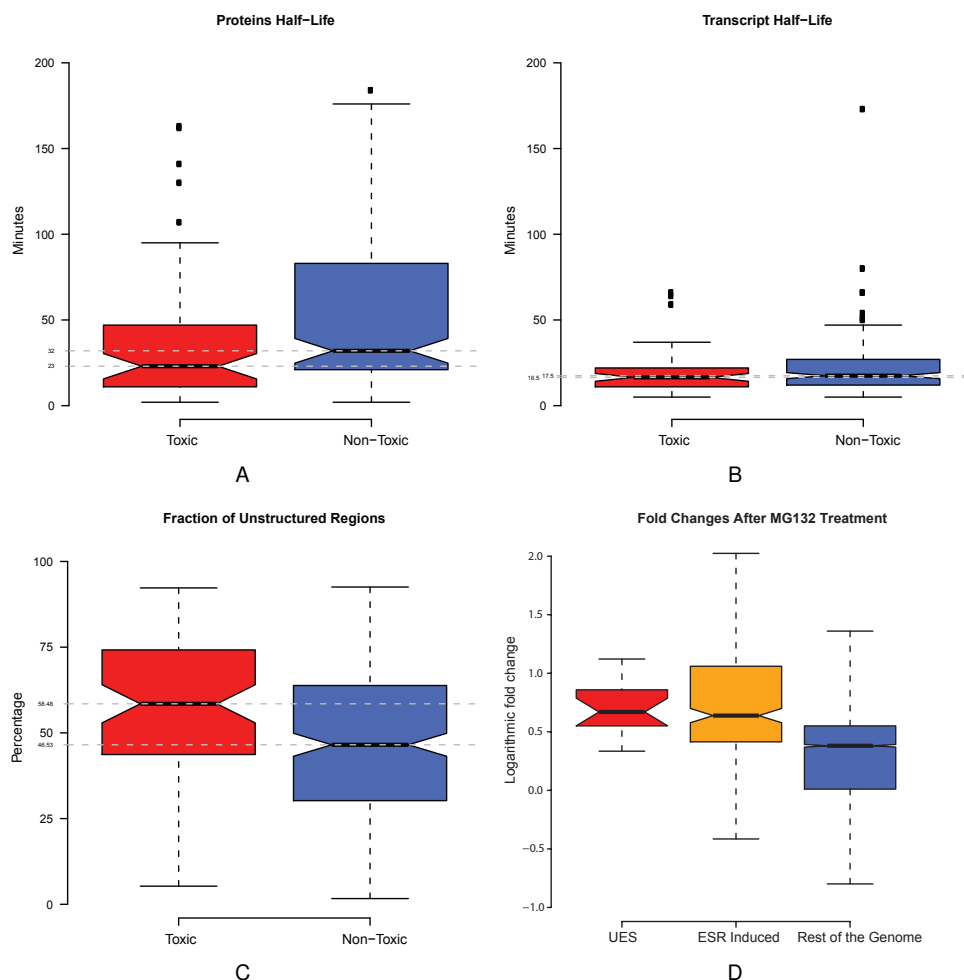 Proteins Half-Life
Minutes
200
150
100
50
0
32
23
Toxic
Non-Toxic
A
Transcript Half-Life
Minutes
200
150
100
50
0
17.5
16.5
Toxic
Non-Toxic
B
Fraction of Unstructured Regions
Percentage
100
75
50
25
0
58.48
46.53
Toxic
Non-Toxic
C
Fold Changes After MG132 Treatment
Logarithmic fold change
2.0
1.5
1.0
0.5
0.0
−0.5
−1.0
UES
ESR Induced
Rest of the Genome
D